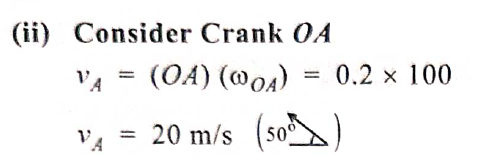 (ii) Consider Crank OA
v_A = (OA) (ω_OA) = 0.2 × 100
v_A = 20 m/s (50°)